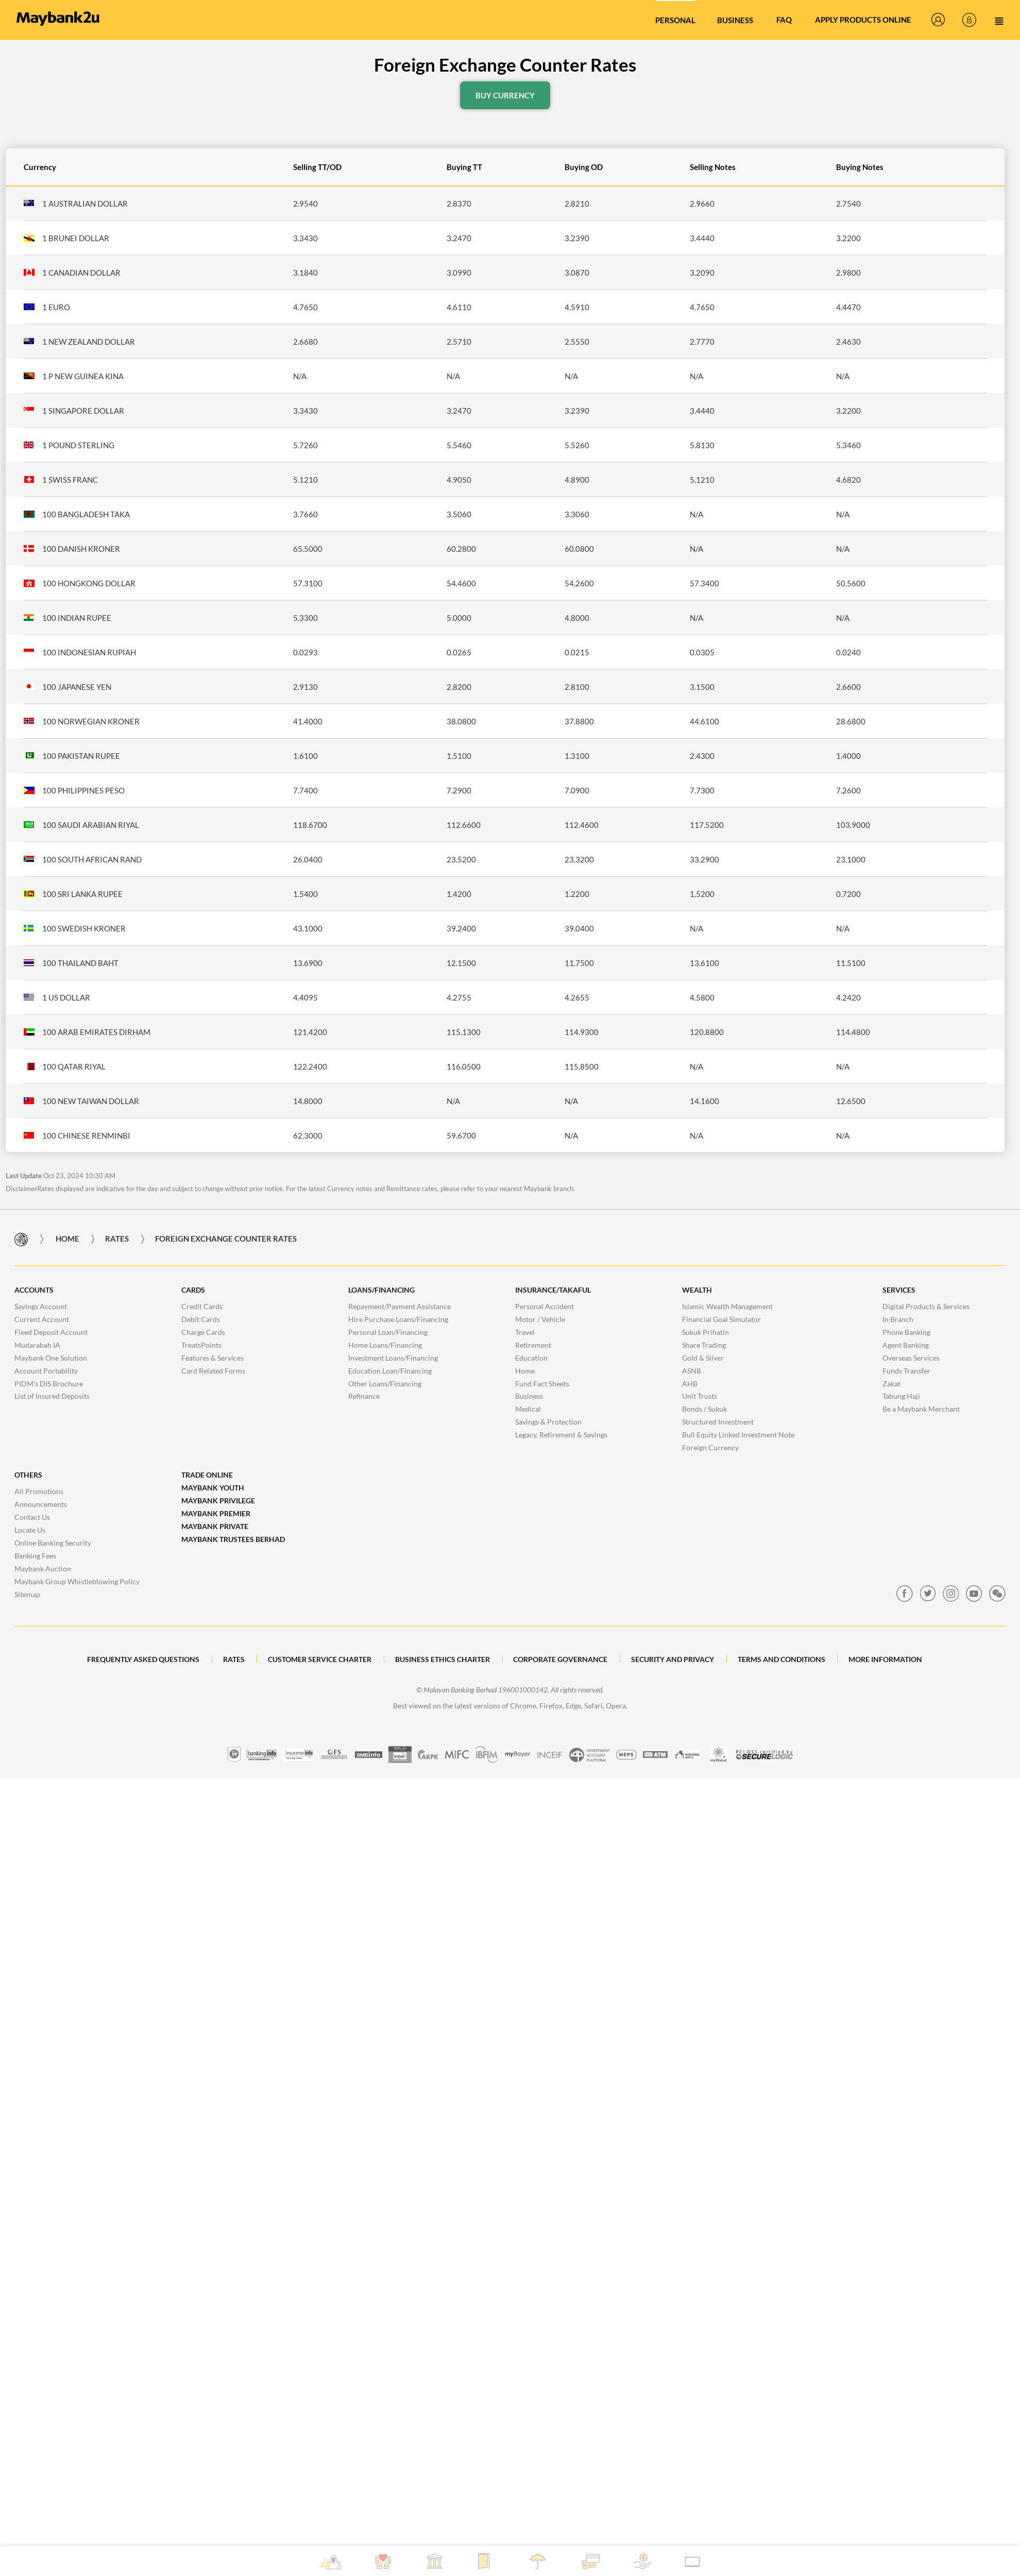 Maybank2u
PERSONAL BUSINESS FAQ APPLY PRODUCTS ONLINE
Foreign Exchange Counter Rates
BUY CURRENCY
Currency Selling TT/OD Buying TT Buying OD Selling Notes Buying Notes
1 AUSTRALIAN DOLLAR 2.9540 2.8370 2.8210 2.9660 2.7540
1 BRUNEI DOLLAR 3.3430 3.2470 3.2390 3.4440 3.2200
1 CANADIAN DOLLAR 3.1840 3.0990 3.0870 3.2090 2.9800
1 EURO 4.7650 4.6110 4.5910 4.7650 4.4470
1 NEW ZEALAND DOLLAR 2.6680 2.5710 2.5550 2.7770 2.4630
1 P NEW GUINEA KINA N/A N/A N/A N/A N/A
1 SINGAPORE DOLLAR 3.3430 3.2470 3.2390 3.4440 3.2200
1 POUND STERLING 5.7260 5.5460 5.5260 5.8130 5.3460
1 SWISS FRANC 5.1210 4.9050 4.8900 5.1210 4.6820
100 BANGLADESH TAKA 3.7660 3.5060 3.3060 N/A N/A
100 DANISH KRONER 65.5000 60.2800 60.0800 N/A N/A
100 HONGKONG DOLLAR 57.3100 54.4600 54.2600 57.3400 50.5600
100 INDIAN RUPEE 5.3300 5.0000 4.8000 N/A N/A
100 INDONESIAN RUPIAH 0.0293 0.0265 0.0215 0.0305 0.0240
100 JAPANESE YEN 2.9130 2.8200 2.8100 3.1500 2.6600
100 NORWEGIAN KRONER 41.4000 38.0800 37.8800 44.6100 28.6800
100 PAKISTAN RUPEE 1.6100 1.5100 1.3100 2.4300 1.4000
100 PHILIPPINES PESO 7.7400 7.2900 7.0900 7.7300 7.2600
100 SAUDI ARABIAN RIYAL 118.6700 112.6600 112.4600 117.5200 103.9000
100 SOUTH AFRICAN RAND 26.0400 23.5200 23.3200 33.2900 23.1000
100 SRI LANKA RUPEE 1.5400 1.4200 1.2200 1.5200 0.7200
100 SWEDISH KRONER 43.1000 39.2400 39.0400 N/A N/A
100 THAILAND BAHT 13.6900 12.1500 11.7500 13.6100 11.5100
1 US DOLLAR 4.4095 4.2755 4.2655 4.5800 4.2420
100 ARAB EMIRATES DIRHAM 121.4200 115.1300 114.9300 120.8800 114.4800
100 QATAR RIYAL 122.2400 116.0500 115.8500 N/A N/A
100 NEW TAIWAN DOLLAR 14.8000 N/A N/A 14.1600 12.6500
100 CHINESE RENMINBI 62.3000 59.6700 N/A N/A N/A
Last Update Oct 23, 2024 10:30 AM
DisclaimerRates displayed are indicative for the day and subject to change without prior notice. For the latest Currency notes and Remittance rates, please refer to your nearest Maybank branch.
HOME RATES FOREIGN EXCHANGE COUNTER RATES
ACCOUNTS
Savings Account
Current Account
Fixed Deposit Account
Mudarabah IA
Maybank One Solution
Account Portability
PIDM's DIS Brochure
List of Insured Deposits
CARDS
Credit Cards
Debit Cards
Charge Cards
TreatsPoints
Features & Services
Card Related Forms
LOANS/FINANCING
Repayment/Payment Assistance
Hire Purchase Loans/Financing
Personal Loan/Financing
Home Loans/Financing
Investment Loans/Financing
Education Loan/Financing
Other Loans/Financing
Refinance
INSURANCE/TAKAFUL
Personal Accident
Motor / Vehicle
Travel
Retirement
Education
Home
Fund Fact Sheets
Business
Medical
Savings & Protection
Legacy, Retirement & Savings
WEALTH
Islamic Wealth Management
Financial Goal Simulator
Sukuk Prihatin
Share Trading
Gold & Silver
ASNB
AHB
Unit Trusts
Bonds / Sukuk
Structured Investment
Bull Equity Linked Investment Note
Foreign Currency
SERVICES
Digital Products & Services
In Branch
Phone Banking
Agent Banking
Overseas Services
Funds Transfer
Zakat
Tabung Haji
Be a Maybank Merchant
OTHERS
All Promotions
Announcements
Contact Us
Locate Us
Online Banking Security
Banking Fees
Maybank Auction
Maybank Group Whistleblowing Policy
Sitemap
TRADE ONLINE
MAYBANK YOUTH
MAYBANK PRIVILEGE
MAYBANK PREMIER
MAYBANK PRIVATE
MAYBANK TRUSTEES BERHAD
FREQUENTLY ASKED QUESTIONS RATES CUSTOMER SERVICE CHARTER BUSINESS ETHICS CHARTER CORPORATE GOVERNANCE SECURITY AND PRIVACY TERMS AND CONDITIONS MORE INFORMATION
© Malayan Banking Berhad 196001000142, All rights reserved.
Best viewed on the latest versions of Chrome, Firefox, Edge, Safari, Opera.
bankinginfo insuranceinfo OFS SMEinfo PIDM AKPK MIFC IBFIM myBayar INCEIF INVESTMENT ACCOUNT PLATFORM MEPS ATM
PCI DSS certified by SECURELOGIC